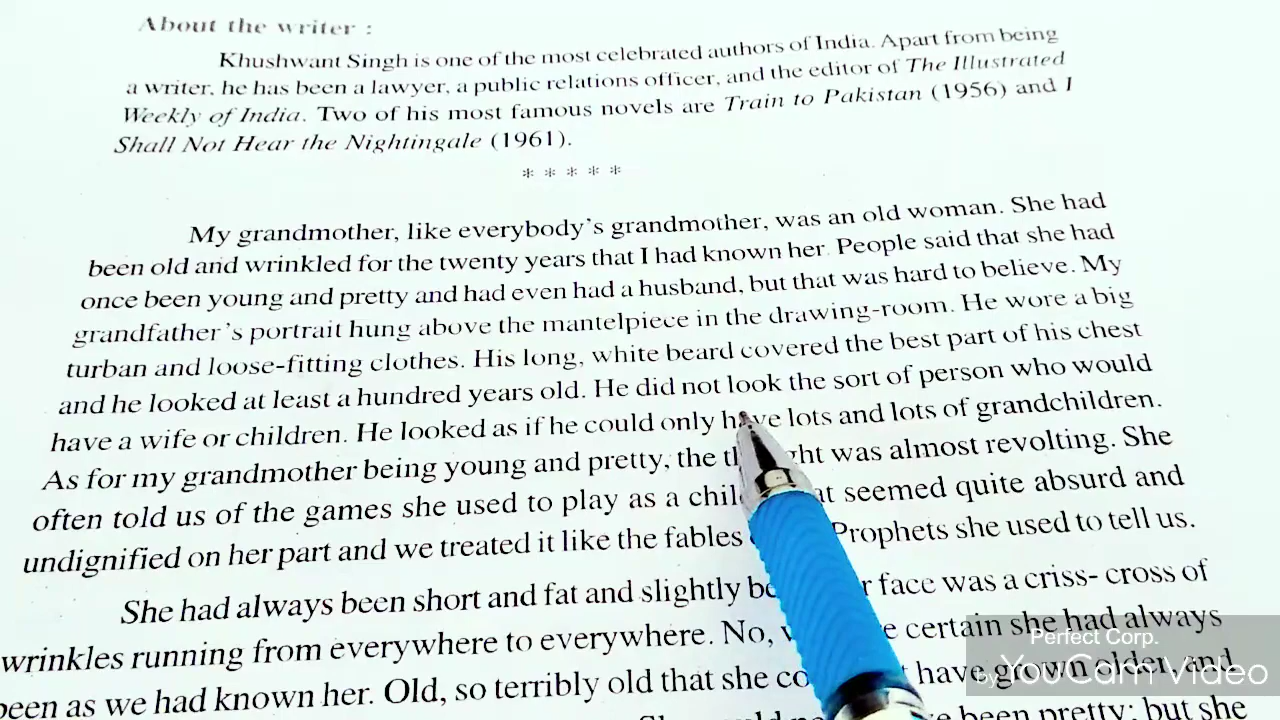 About the writer :
Khushwant Singh is one of the most celebrated authors of India. Apart from being
a writer, he has been a lawyer, a public relations officer, and the editor of The Illustrated
Weekly of India. Two of his most famous novels are Train to Pakistan (1956) and I
Shall Not Hear the Nightingale (1961).
* * * * *
My grandmother, like everybody's grandmother, was an old woman. She had
been old and wrinkled for the twenty years that I had known her. People said that she had
once been young and pretty and had even had a husband, but that was hard to believe. My
grandfather's portrait hung above the mantelpiece in the drawing-room. He wore a big
turban and loose-fitting clothes. His long, white beard covered the best part of his chest
and he looked at least a hundred years old. He did not look the sort of person who would
have a wife or children. He looked as if he could only have lots and lots of grandchildren.
As for my grandmother being young and pretty, the was almost revolting. She
often told us of the games she used to play as a seemed quite absurd and
undignified on her part and we treated it like the fables Prophets she used to tell us.
She had always been short and fat and slightly face was a criss- cross of
wrinkles running from everywhere to everywhere. No, certain she had always
been as we had known her. Old, so terribly old that she have grown older, and
been pretty; but she
Perfect Corp.
by YouCam Video